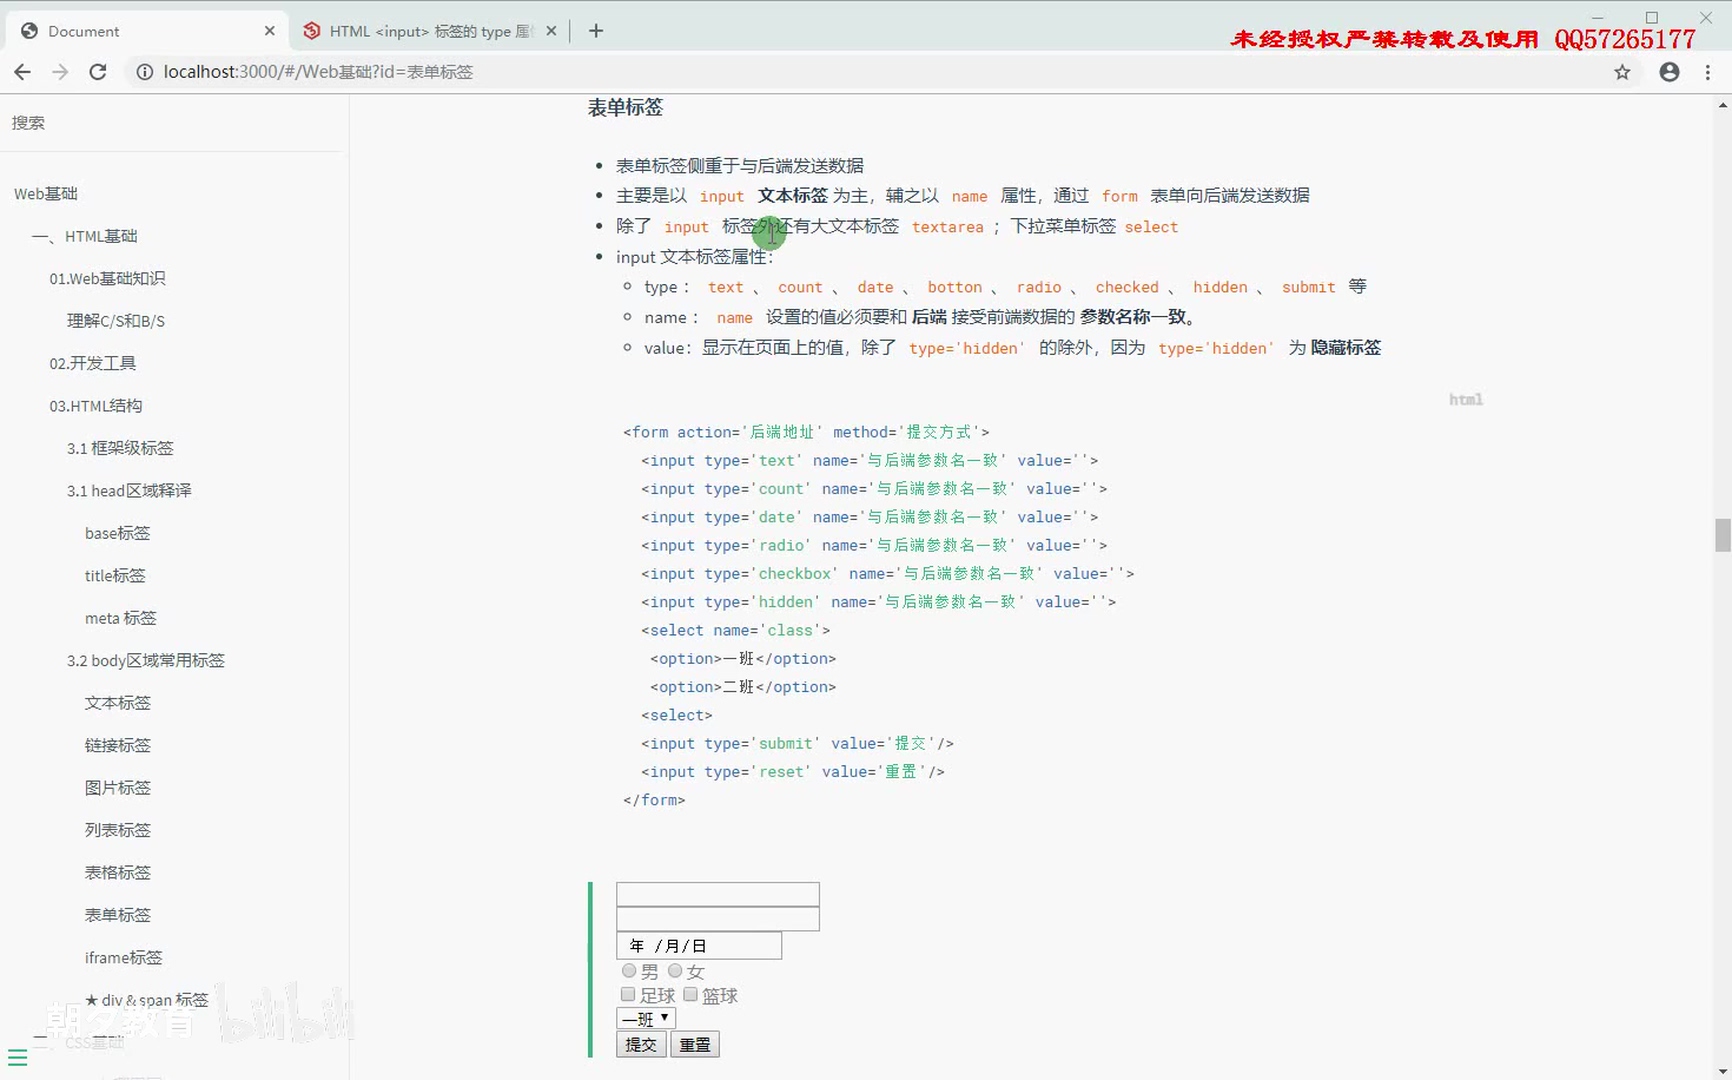 Document
HTML <input> 标签的 type 属
未经授权严禁转载及使用 QQ57265177
localhost:3000/#/Web基础?id=表单标签
搜索
Web基础
一、HTML基础
01.Web基础知识
理解C/S和B/S
02.开发工具
03.HTML结构
3.1 框架级标签
3.1 head区域释译
base标签
title标签
meta 标签
3.2 body区域常用标签
文本标签
链接标签
图片标签
列表标签
表格标签
表单标签
iframe标签
★ div & span 标签
二、CSS基础
朝夕教育 bilibili
表单标签
表单标签侧重于与后端发送数据
主要是以 input 文本标签 为主，辅之以 name 属性，通过 form 表单向后端发送数据
除了 input 标签外还有大文本标签 textarea ；下拉菜单标签 select
input 文本标签属性：
type： text 、 count 、 date 、 botton 、 radio 、 checked 、 hidden 、 submit 等
name： name 设置的值必须要和 后端 接受前端数据的 参数名称一致。
value：显示在页面上的值，除了 type='hidden' 的除外，因为 type='hidden' 为 隐藏标签
html
<form action='后端地址' method='提交方式'>
<input type='text' name='与后端参数名一致' value=''>
<input type='count' name='与后端参数名一致' value=''>
<input type='date' name='与后端参数名一致' value=''>
<input type='radio' name='与后端参数名一致' value=''>
<input type='checkbox' name='与后端参数名一致' value=''>
<input type='hidden' name='与后端参数名一致' value=''>
<select name='class'>
<option>一班</option>
<option>二班</option>
<select>
<input type='submit' value='提交'/>
<input type='reset' value='重置'/>
</form>
年 /月/日
男 女
足球 篮球
一班
提交 重置